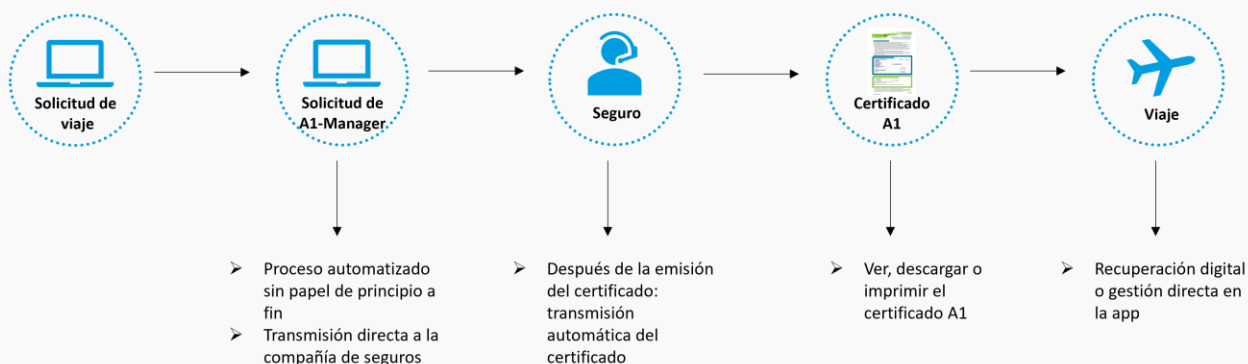 Solicitud de
viaje
Solicitud de
A1-Manager
Seguro
Certificado
A1
Viaje
Proceso automatizado
sin papel de principio a
fin
Transmisión directa a la
compañía de seguros
Después de la emisión
del certificado:
transmisión
automática del
certificado
Ver, descargar o
imprimir el
certificado A1
Recuperación digital
o gestión directa en
la app